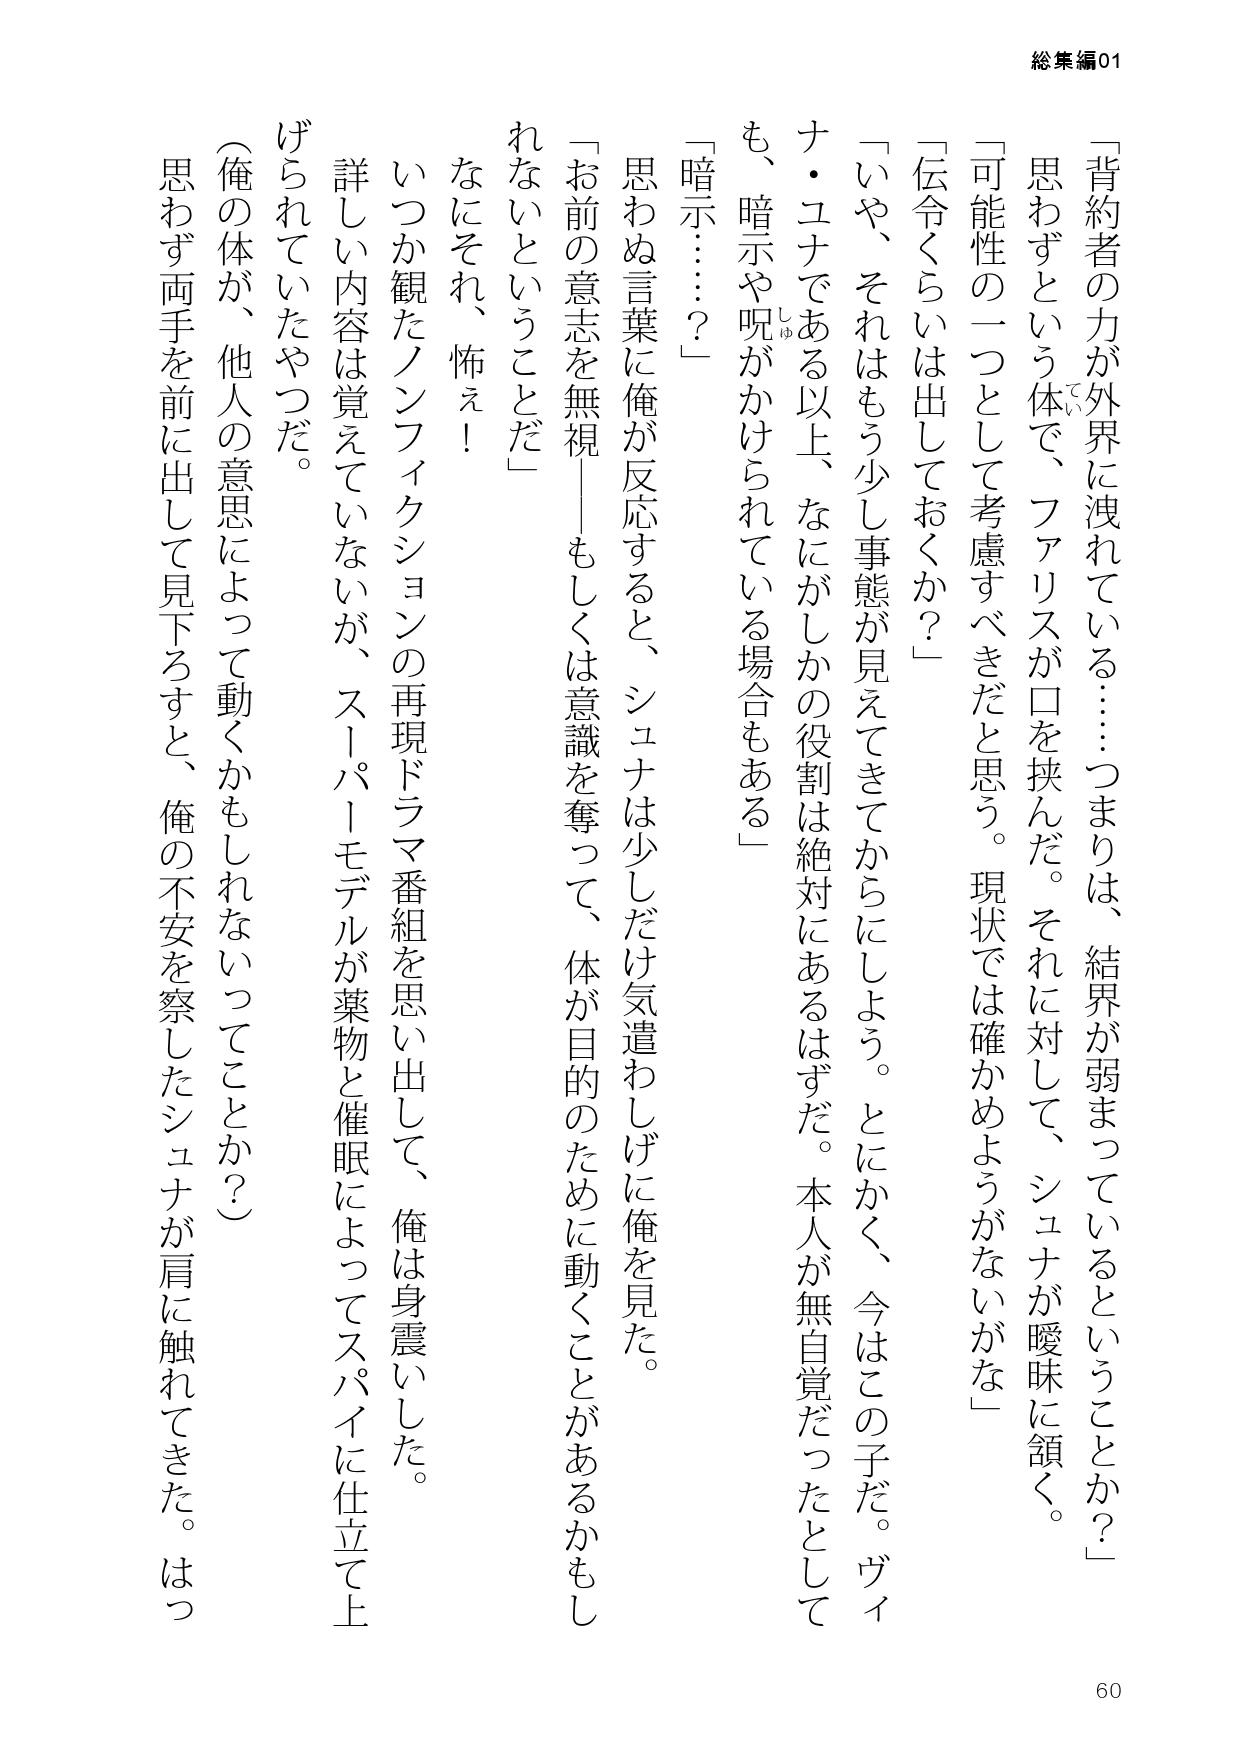 総集編01
「背約者の力が外界に洩れている……つまりは、結界が弱まっているということか？」
思わずという体で、ファリスが口を挟んだ。それに対して、シュナが曖昧に頷く。
てい
「可能性の一つとして考慮すべきだと思う。現状では確かめようがないがな」
「伝令くらいは出しておくか？」
「いや、それはもう少し事態が見えてきてからにしよう。とにかく、今はこの子だ。ヴィ
ナ・ユナである以上、なにがしかの役割は絶対にあるはずだ。本人が無自覚だったとして
も、暗示や呪がかけられている場合もある」
しゅ
「暗示……？」
思わぬ言葉に俺が反応すると、シュナは少しだけ気遣わしげに俺を見た。
「お前の意志を無視――もしくは意識を奪って、体が目的のために動くことがあるかもし
れないということだ」
なにそれ、怖ぇ！
いつか観たノンフィクションの再現ドラマ番組を思い出して、俺は身震いした。
詳しい内容は覚えていないが、スーパーモデルが薬物と催眠によってスパイに仕立て上
げられていたやつだ。
（俺の体が、他人の意思によって動くかもしれないってことか？）
思わず両手を前に出して見下ろすと、俺の不安を察したシュナが肩に触れてきた。はっ
60